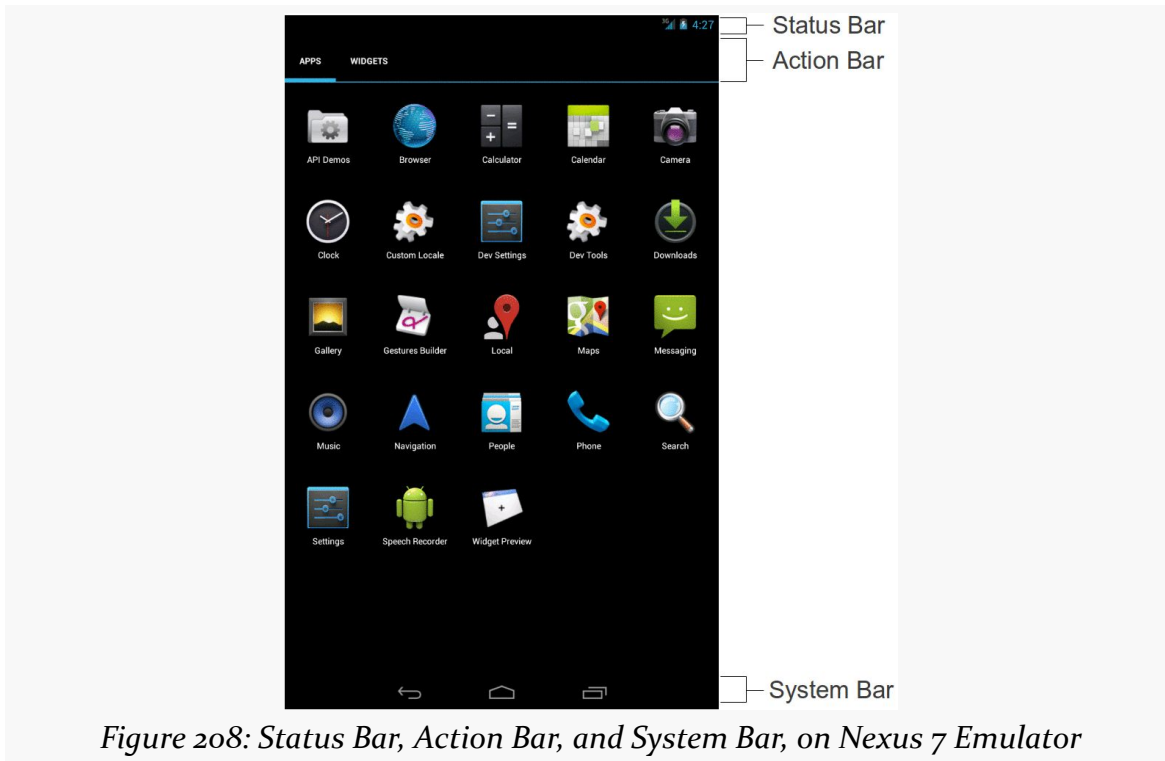 3G 4:27
Status Bar
Action Bar
APPS WIDGETS
API Demos Browser Calculator Calendar Camera
Clock Custom Locale Dev Settings Dev Tools Downloads
Gallery Gestures Builder Local Maps Messaging
Music Navigation People Phone Search
Settings Speech Recorder Widget Preview
System Bar
Figure 208: Status Bar, Action Bar, and System Bar, on Nexus 7 Emulator